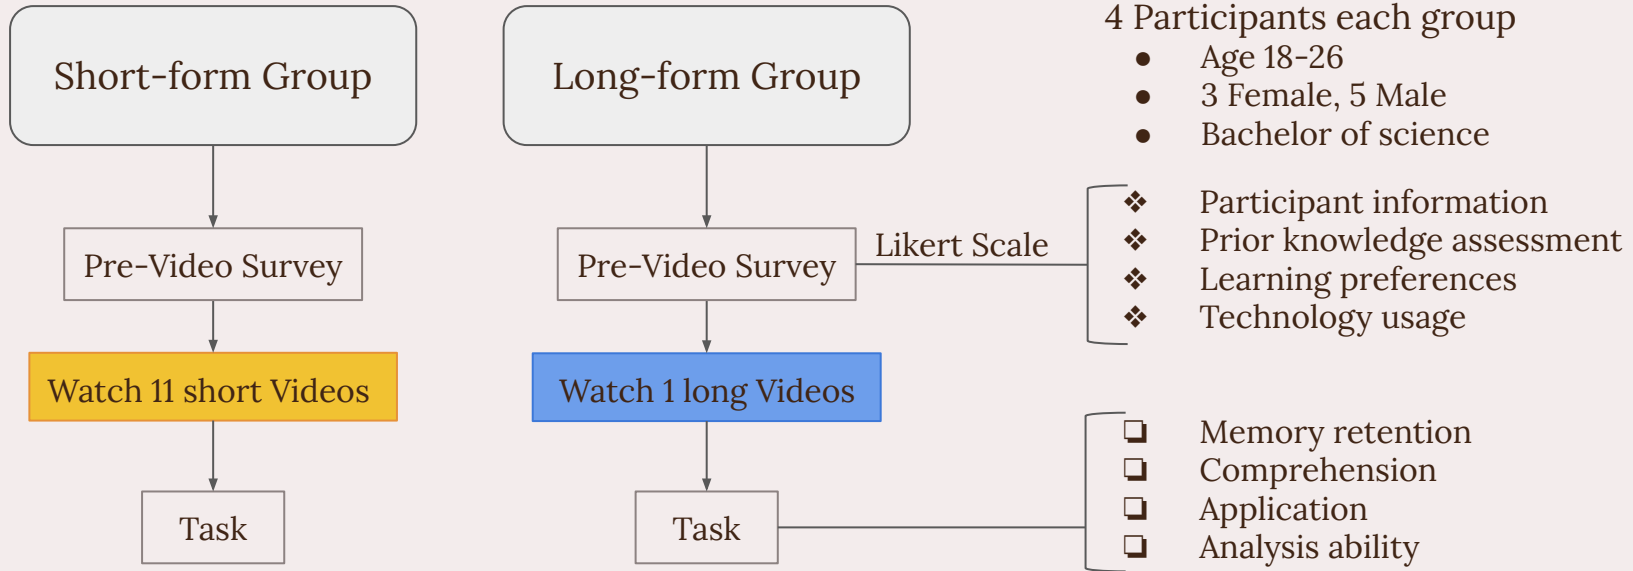 Short-form Group
Long-form Group
4 Participants each group
● Age 18-26
● 3 Female, 5 Male
● Bachelor of science
Pre-Video Survey
Pre-Video Survey
Likert Scale
❖ Participant information
❖ Prior knowledge assessment
❖ Learning preferences
❖ Technology usage
Watch 11 short Videos
Watch 1 long Videos
Task
Task
❏ Memory retention
❏ Comprehension
❏ Application
❏ Analysis ability